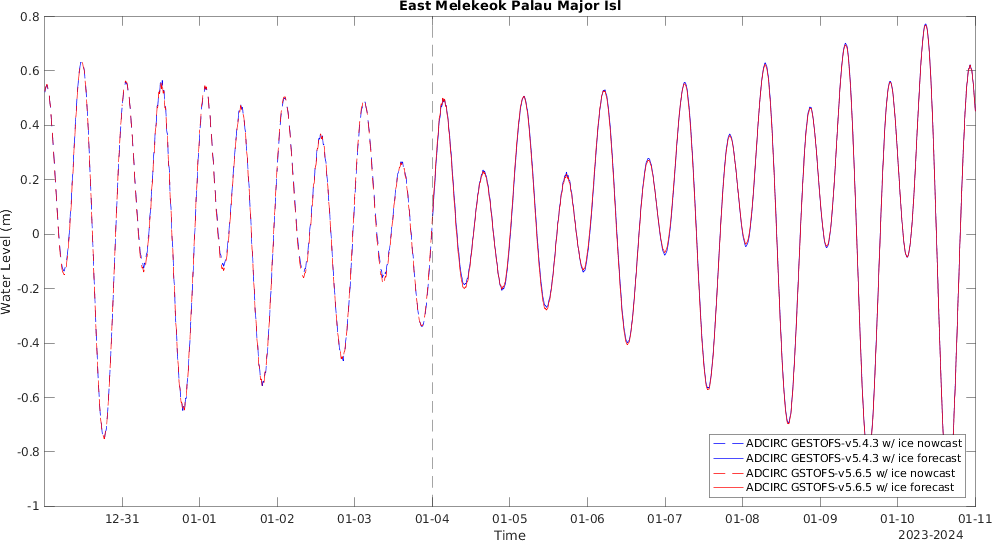 East Melekeok Palau Major Isl
0.8
0.6
0.4
0.2
0
-0.2
-0.4
-0.6
-0.8
-1
Water Level (m)
ADCIRC GESTOFS-v5.4.3 w/ ice nowcast
ADCIRC GESTOFS-v5.4.3 w/ ice forecast
ADCIRC GSTOFS-v5.6.5 w/ ice nowcast
ADCIRC GSTOFS-v5.6.5 w/ ice forecast
12-31 01-01 01-02 01-03 01-04 01-05 01-06 01-07 01-08 01-09 01-10 01-11
Time
2023-2024